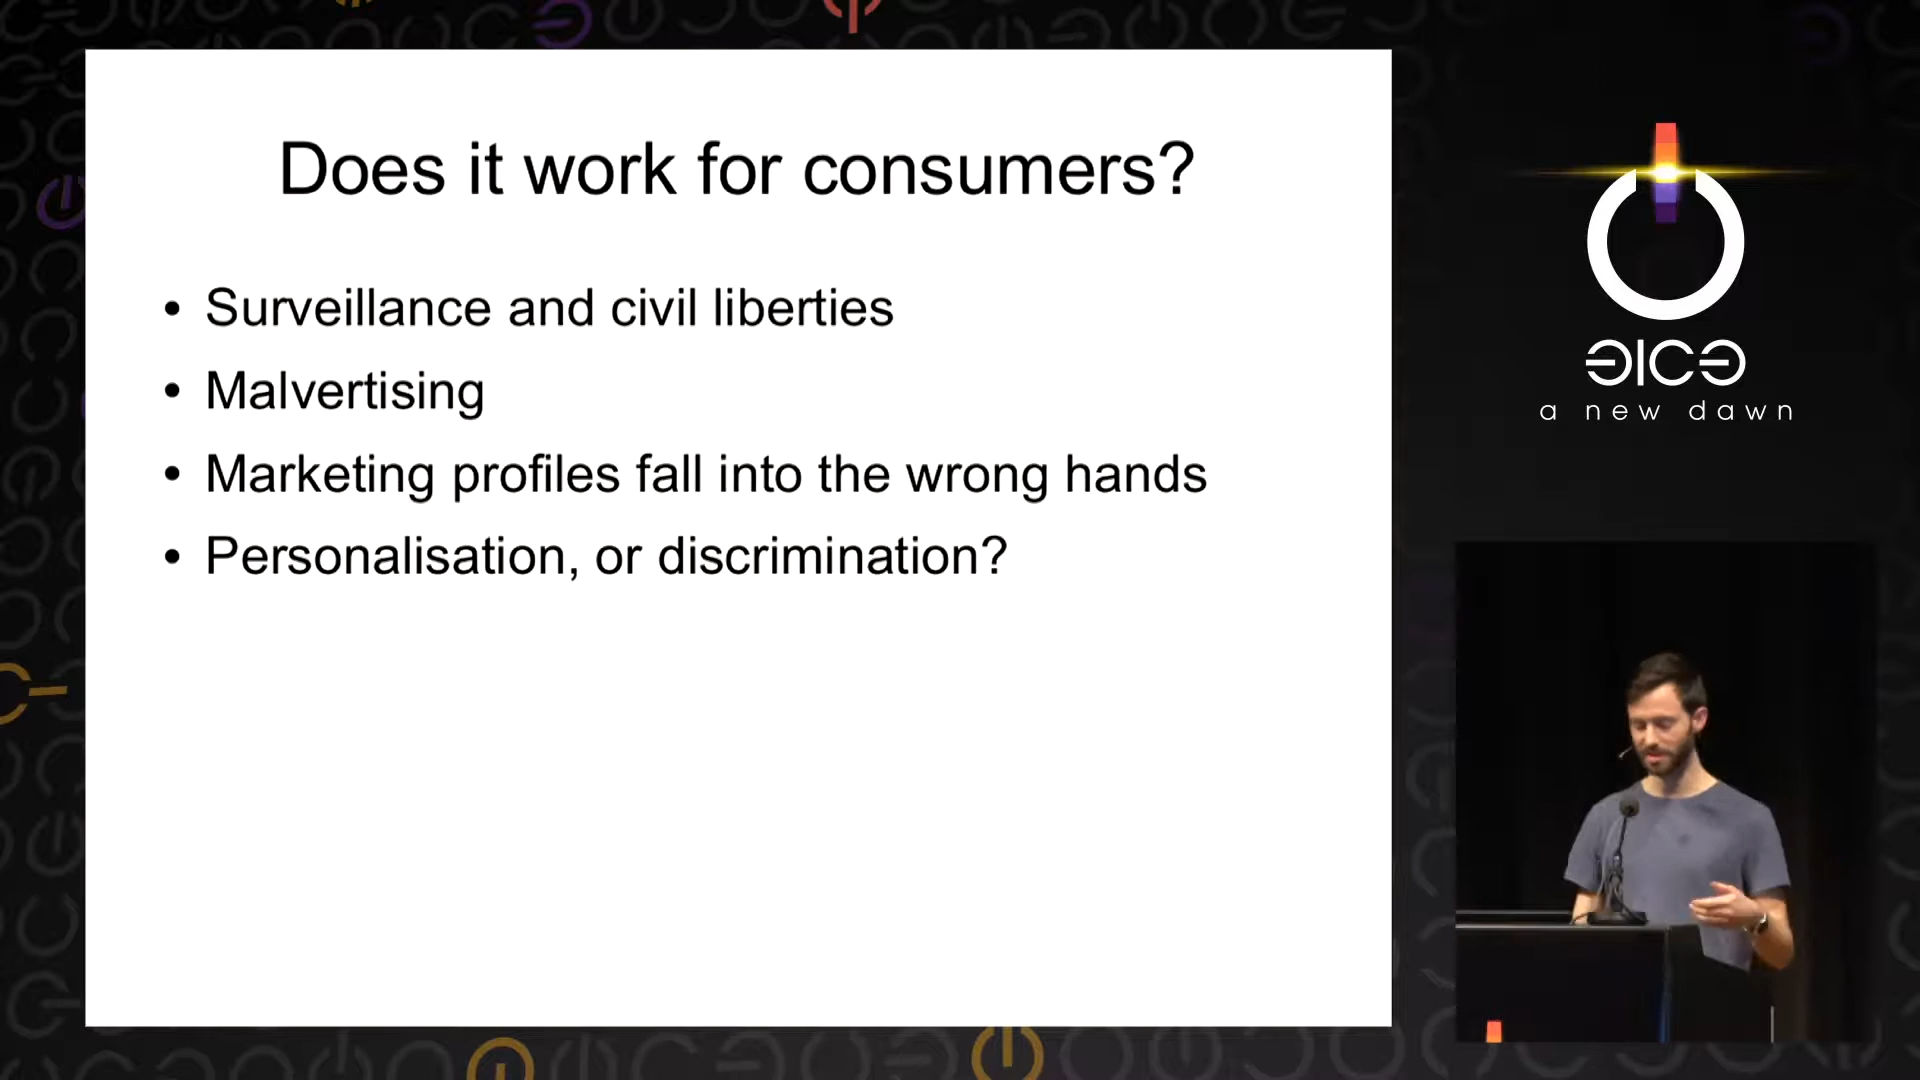 Does it work for consumers?
• Surveillance and civil liberties
• Malvertising
• Marketing profiles fall into the wrong hands
• Personalisation, or discrimination?
ƎICƎ
a new dawn